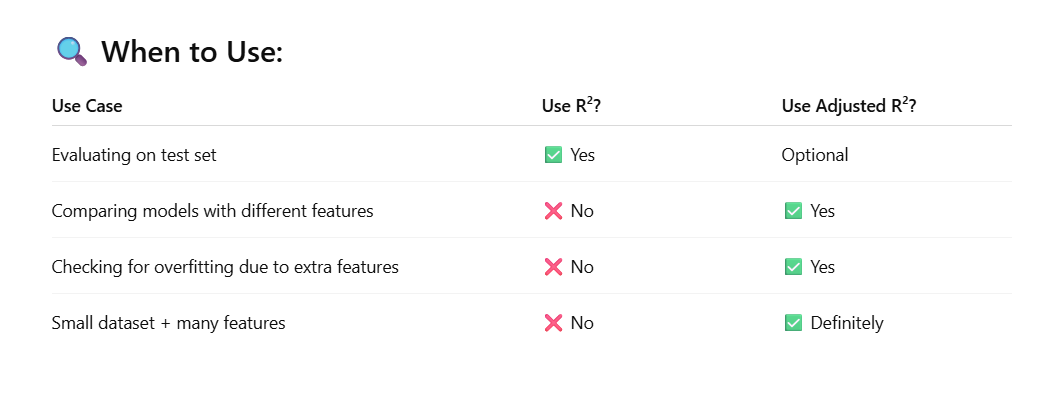 🔍 When to Use:
Use Case Use R²? Use Adjusted R²?
Evaluating on test set ✅ Yes Optional
Comparing models with different features ❌ No ✅ Yes
Checking for overfitting due to extra features ❌ No ✅ Yes
Small dataset + many features ❌ No ✅ Definitely